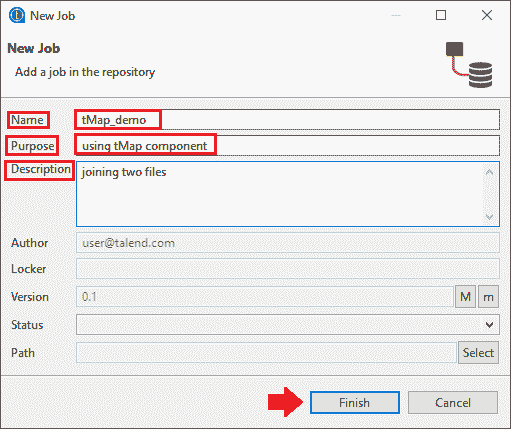 New Job
New Job
Add a job in the repository
Name tMap_demo
Purpose using tMap component
Description joining two files
Author user@talend.com
Locker
Version 0.1 M m
Status
Path Select
Finish Cancel